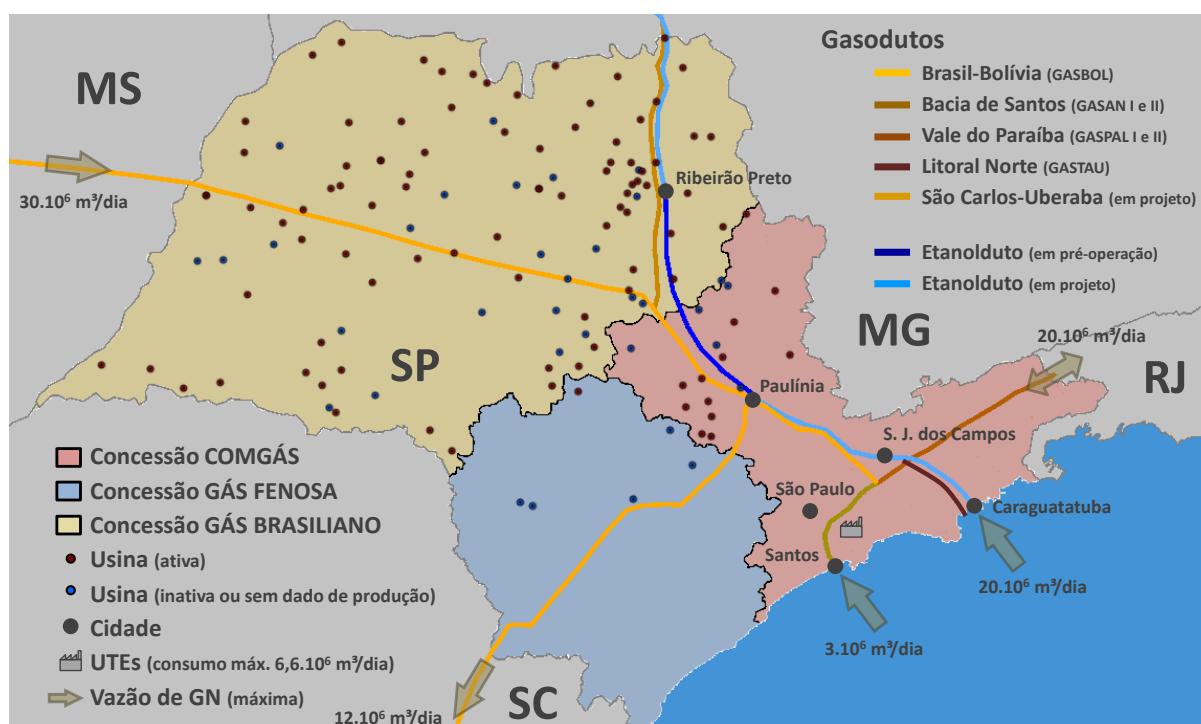 Gasodutos
Brasil-Bolívia (GASBOL)
Bacia de Santos (GASAN I e II)
Vale do Paraíba (GASPAL I e II)
Litoral Norte (GASTAU)
São Carlos-Uberaba (em projeto)
Etanolduto (em pré-operação)
Etanolduto (em projeto)
MS
30.10⁶ m³/dia
Ribeirão Preto
MG
20.10⁶ m³/dia
RJ
SP
Paulínia
S. J. dos Campos
São Paulo
Caraguatatuba
Santos
20.10⁶ m³/dia
3.10⁶ m³/dia
Concessão COMGÁS
Concessão GÁS FENOSA
Concessão GÁS BRASILIANO
Usina (ativa)
Usina (inativa ou sem dado de produção)
Cidade
UTEs (consumo máx. 6,6.10⁶ m³/dia)
Vazão de GN (máxima)
12.10⁶ m³/dia
SC